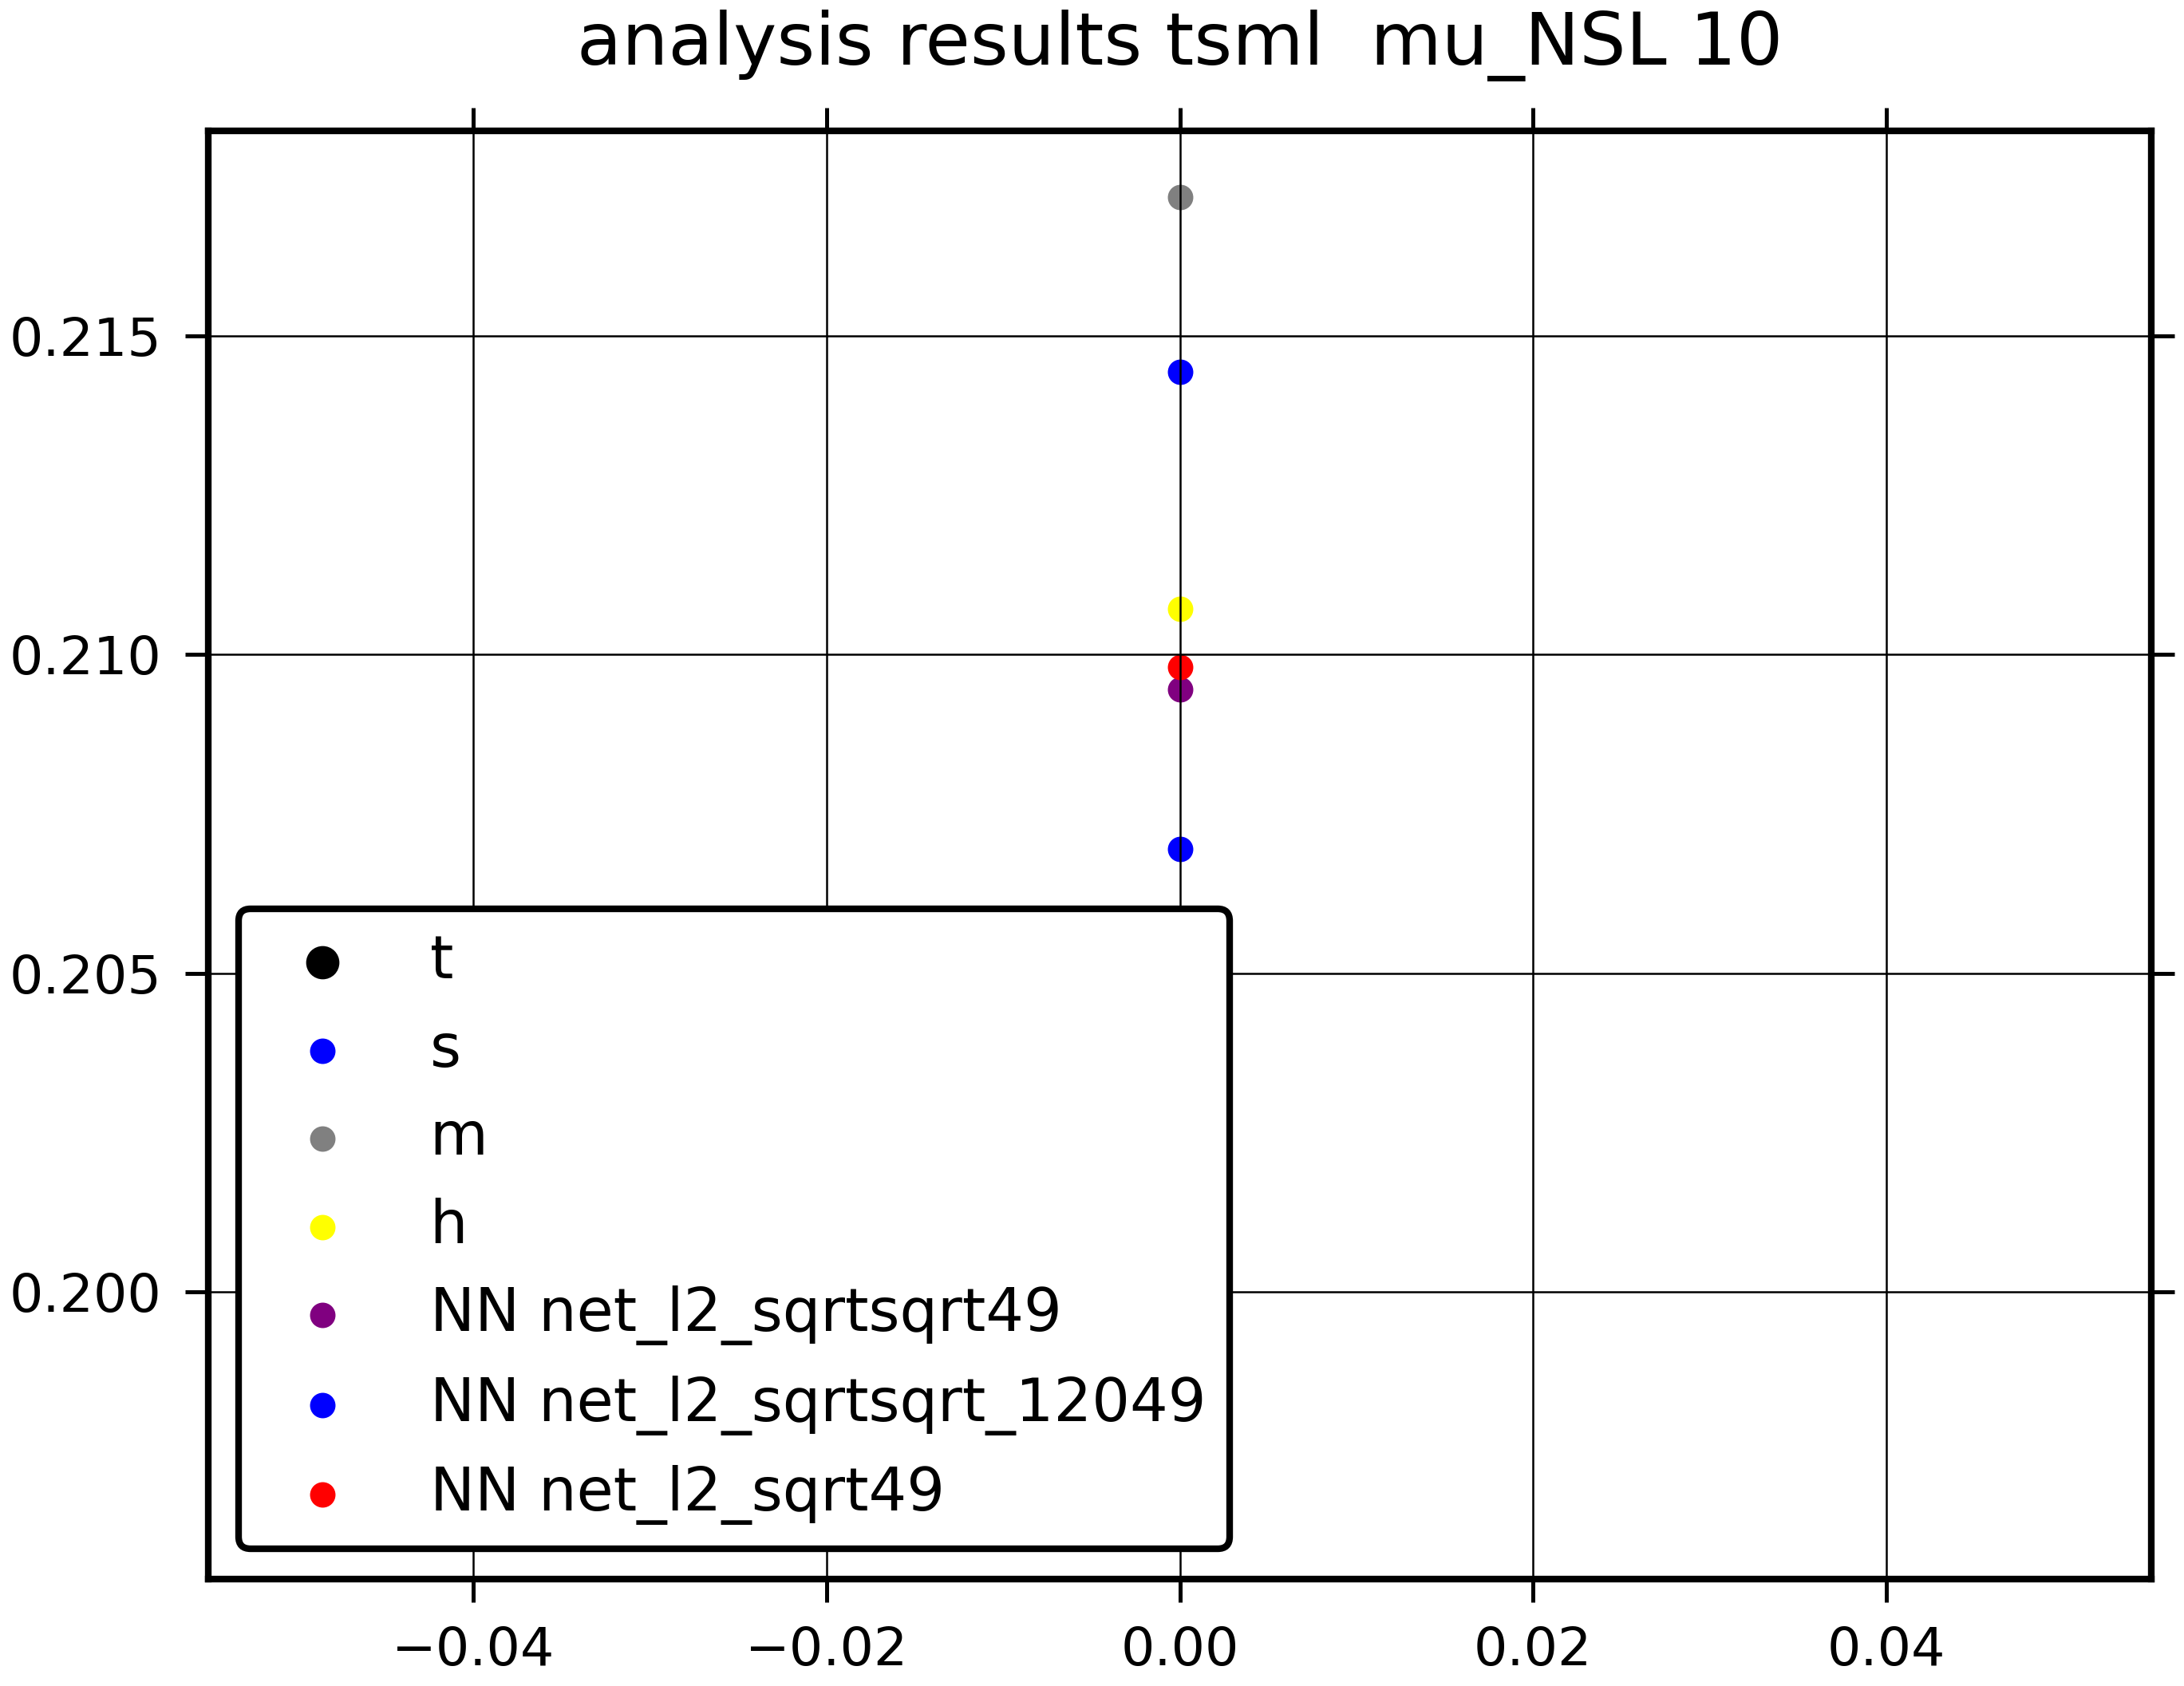 analysis results tsml  mu_NSL 10
0.215
0.210
0.205
0.200
t
s
m
h
NN net_l2_sqrtsqrt49
NN net_l2_sqrtsqrt_12049
NN net_l2_sqrt49
−0.04 −0.02 0.00 0.02 0.04